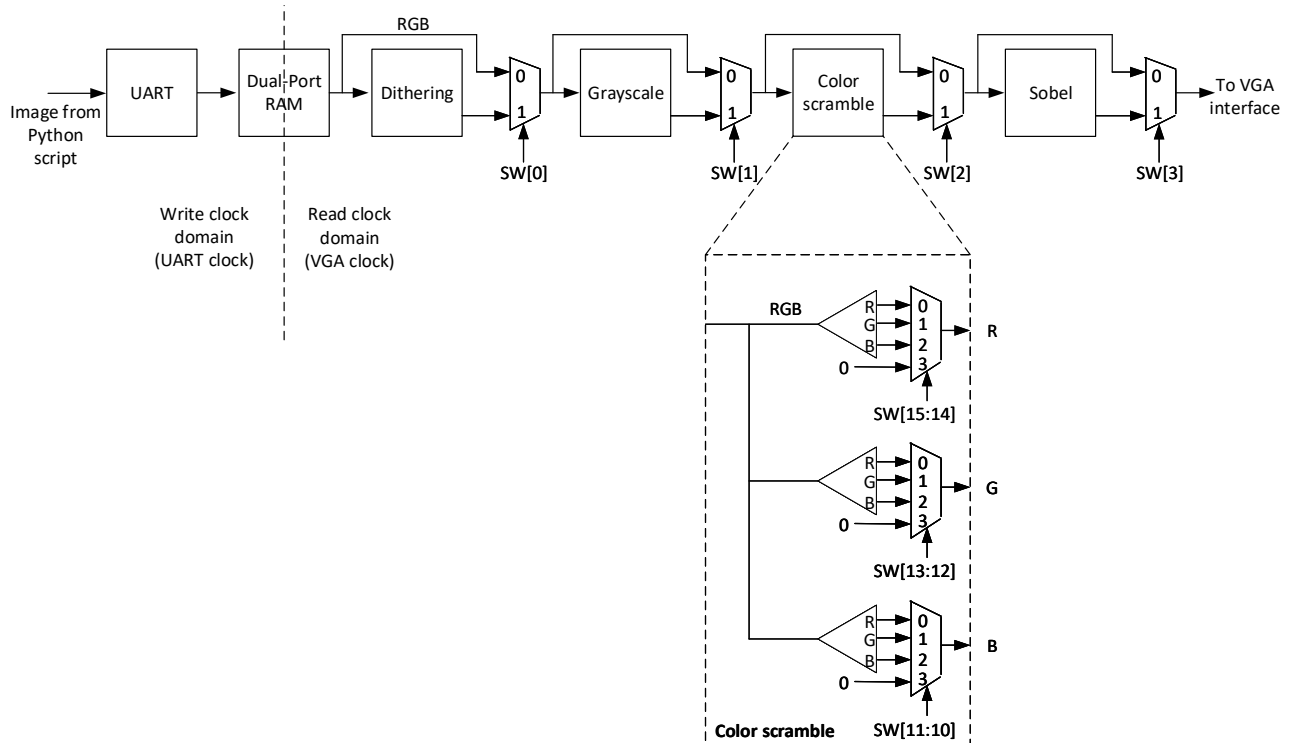 Image from
Python
script
UART
Dual-Port
RAM
RGB
Dithering
0
1
SW[0]
Grayscale
0
1
SW[1]
Color
scramble
0
1
SW[2]
Sobel
0
1
SW[3]
To VGA
interface
Write clock
domain
(UART clock)
Read clock
domain
(VGA clock)
RGB
R
G
B
0
0
1
2
3
SW[15:14]
R
R
G
B
0
0
1
2
3
SW[13:12]
G
R
G
B
0
0
1
2
3
SW[11:10]
B
Color scramble